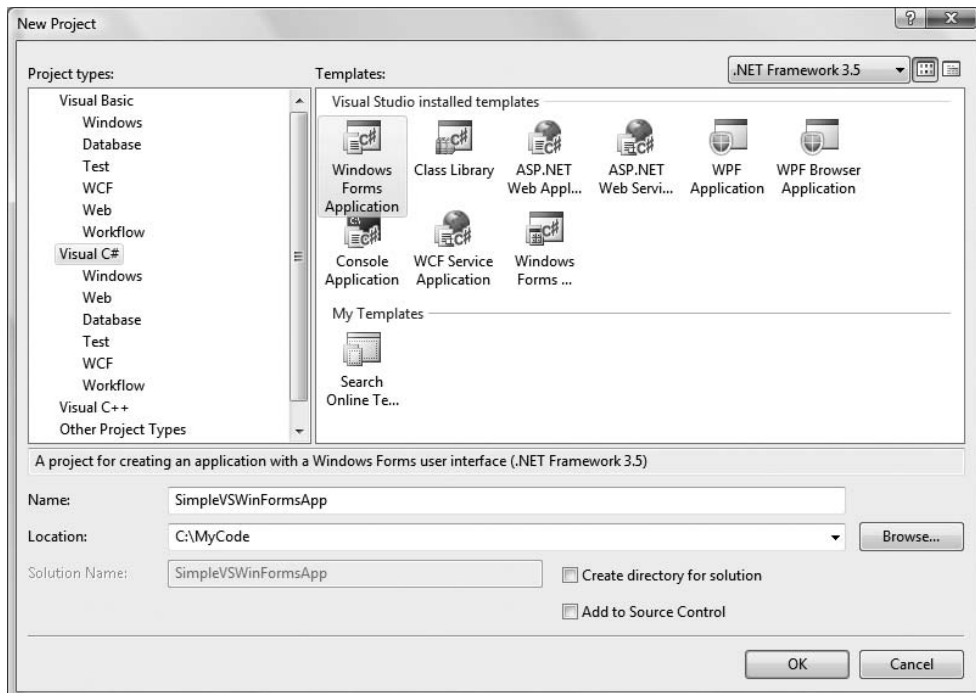 New Project
Project types:
Templates:
.NET Framework 3.5
Visual Basic
Windows
Database
Test
WCF
Web
Workflow
Visual C#
Windows
Web
Database
Test
WCF
Workflow
Visual C++
Other Project Types
Visual Studio installed templates
Windows Forms Application
Class Library
ASP.NET Web Appl...
ASP.NET Web Servi...
WPF Application
WPF Browser Application
Console Application
WCF Service Application
Windows Forms ...
My Templates
Search Online Te...
A project for creating an application with a Windows Forms user interface (.NET Framework 3.5)
Name:
SimpleVSWinFormsApp
Location:
C:\MyCode
Browse...
Solution Name:
SimpleVSWinFormsApp
Create directory for solution
Add to Source Control
OK
Cancel